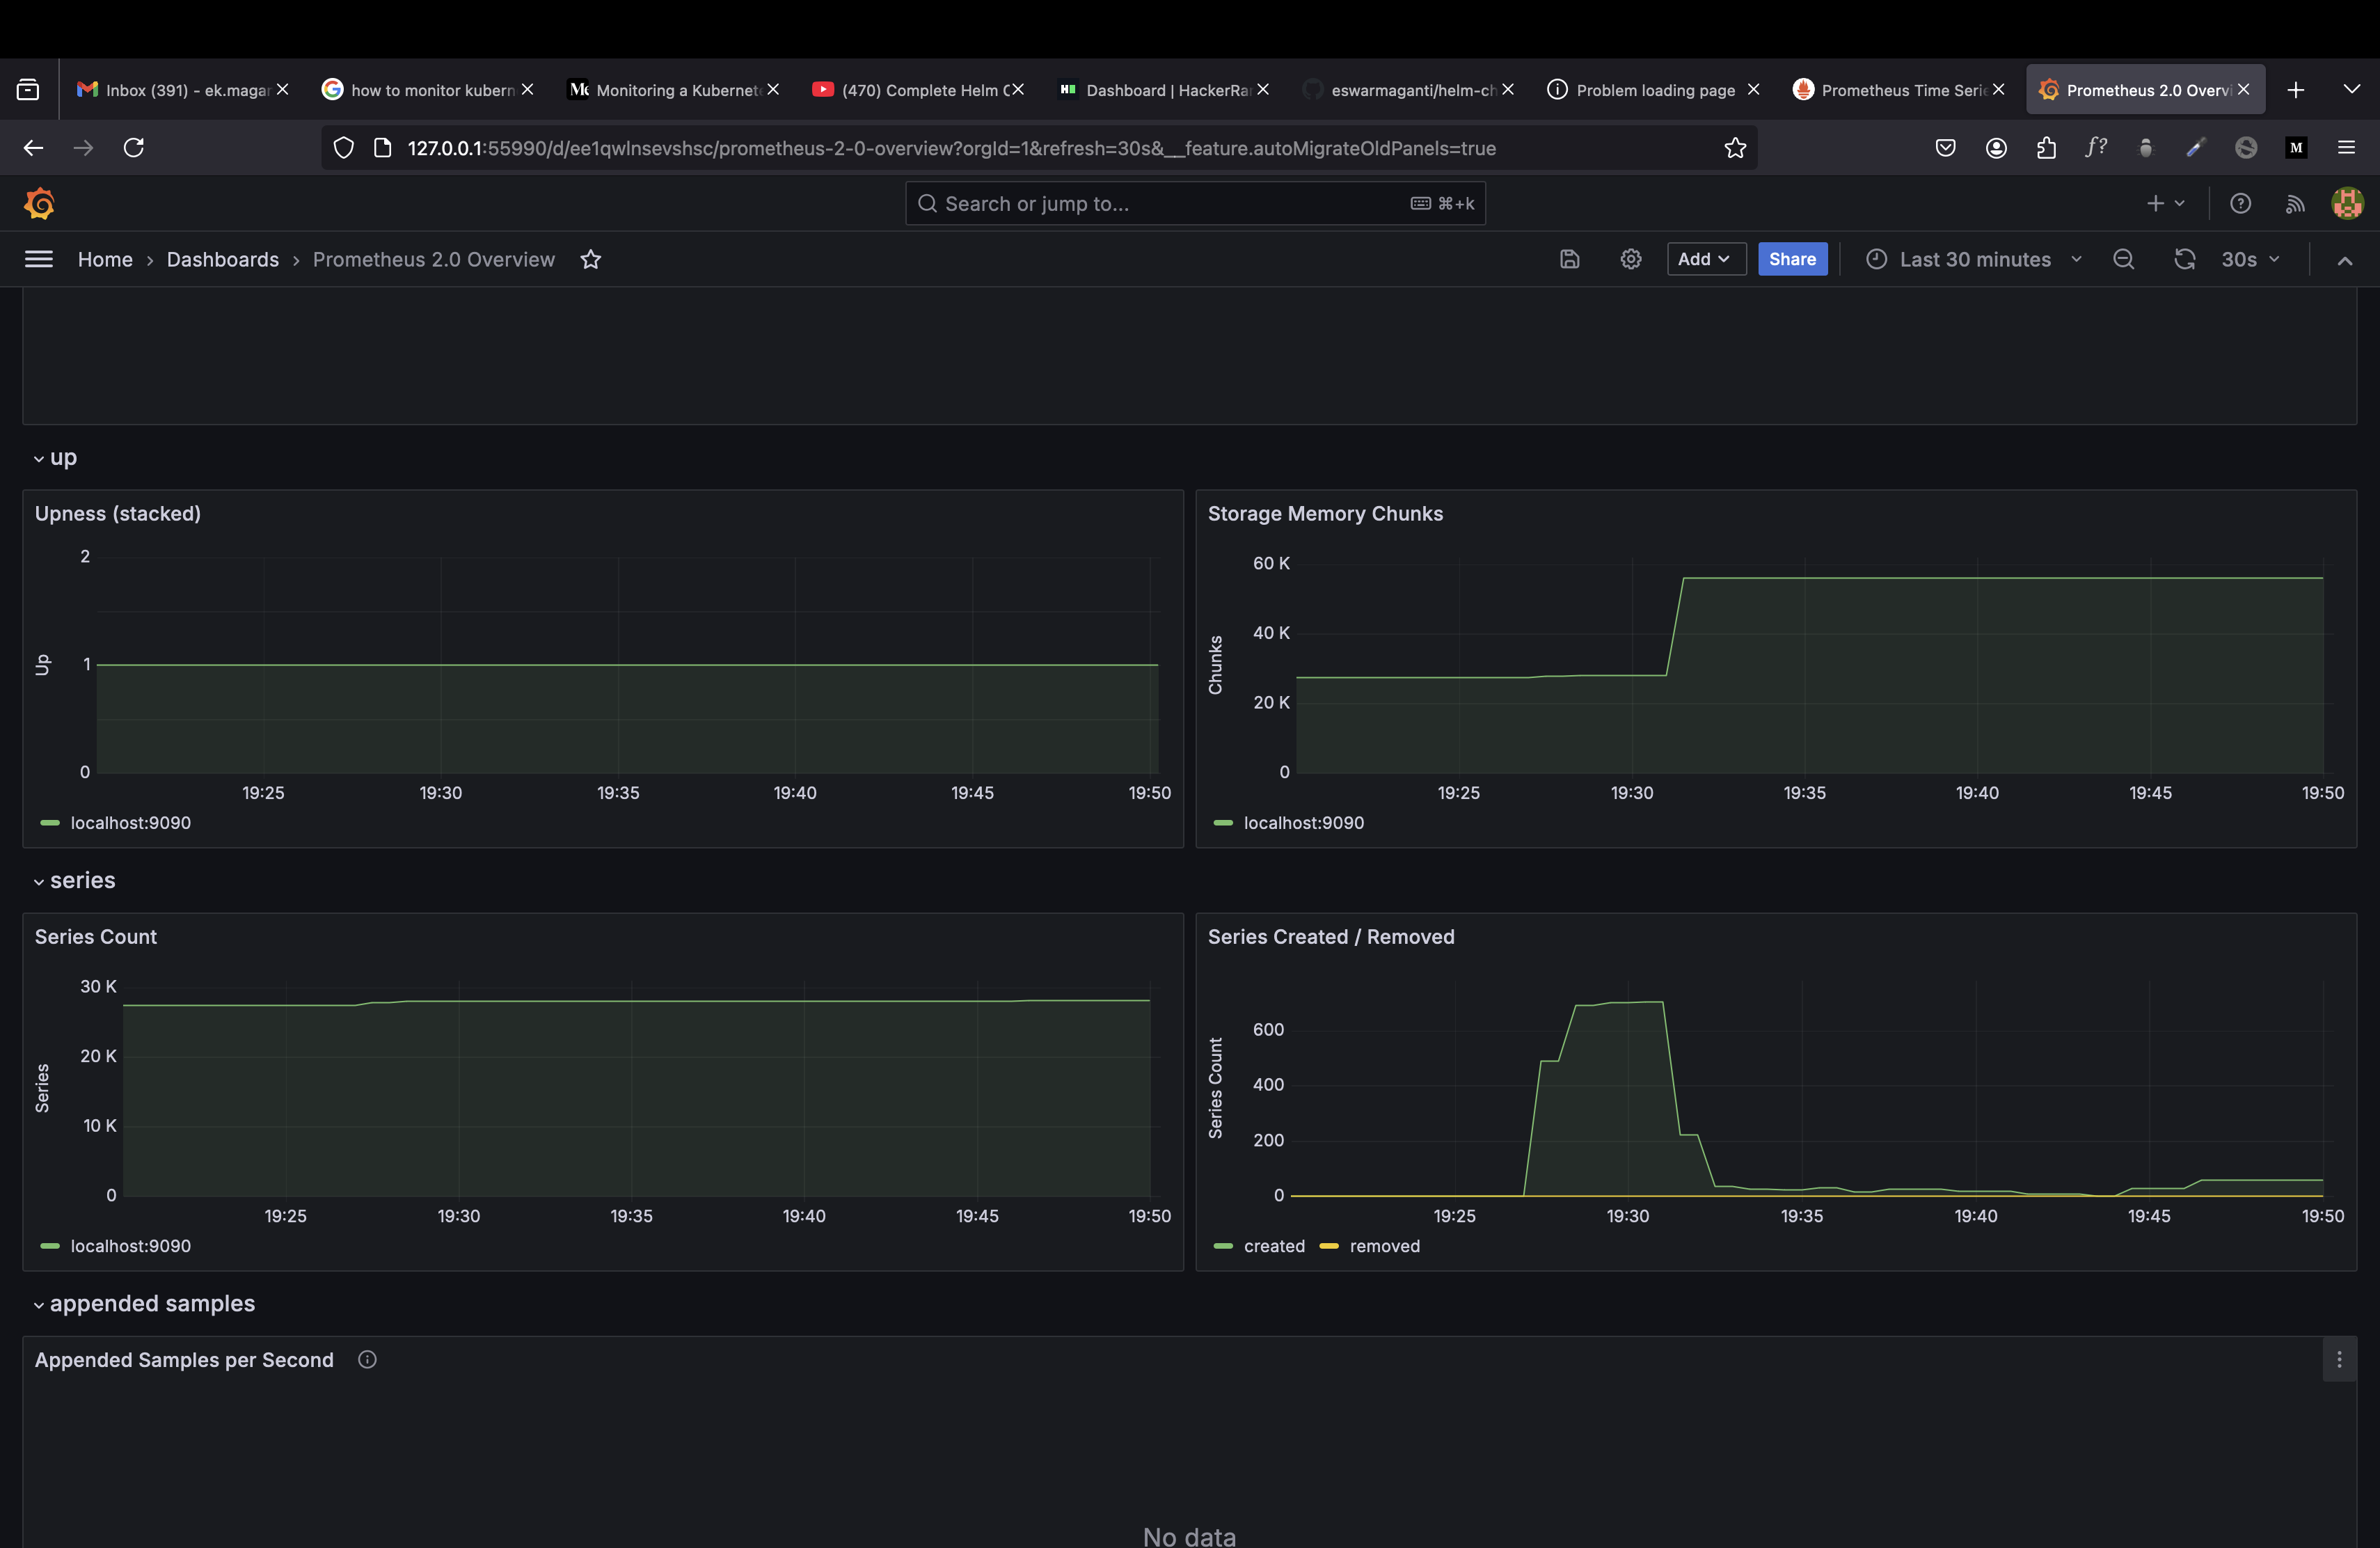 Inbox (391) - ek.magar
how to monitor kubern
Monitoring a Kubernete
(470) Complete Helm C
Dashboard | HackerRar
eswarmaganti/helm-ch
Problem loading page
Prometheus Time Serie
Prometheus 2.0 Overvi
127.0.0.1:55990/d/ee1qwlnsevshsc/prometheus-2-0-overview?orgId=1&refresh=30s&__feature.autoMigrateOldPanels=true
f?
M
Search or jump to...
⌘+k
Home › Dashboards › Prometheus 2.0 Overview
Add
Share
Last 30 minutes
30s
up
Upness (stacked)
2
1
0
Up
19:25 19:30 19:35 19:40 19:45 19:50
localhost:9090
Storage Memory Chunks
60 K
40 K
20 K
0
Chunks
19:25 19:30 19:35 19:40 19:45 19:50
localhost:9090
series
Series Count
30 K
20 K
10 K
0
Series
19:25 19:30 19:35 19:40 19:45 19:50
localhost:9090
Series Created / Removed
600
400
200
0
Series Count
19:25 19:30 19:35 19:40 19:45 19:50
created removed
appended samples
Appended Samples per Second
No data